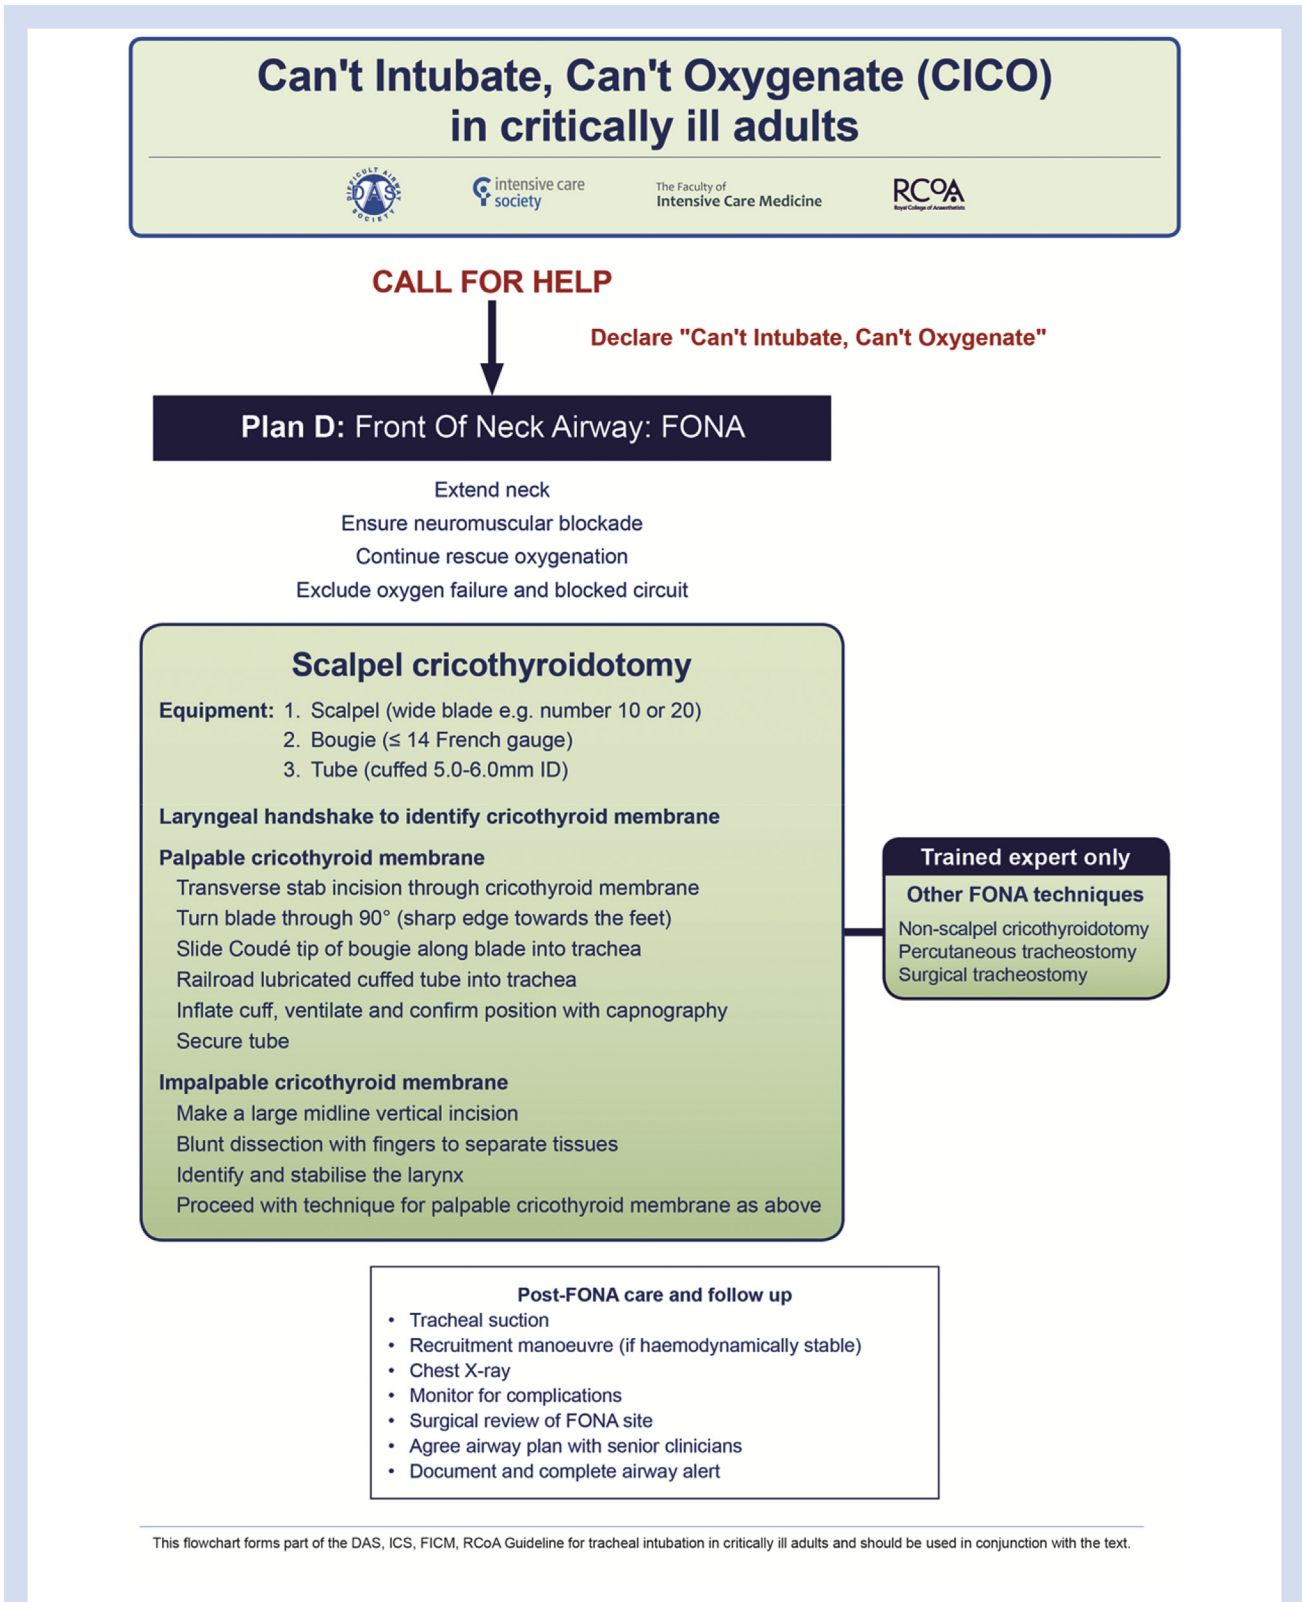 Can't Intubate, Can't Oxygenate (CICO)
in critically ill adults
DIFFICULT AIRWAY
DAS
SOCIETY
intensive care
society
The Faculty of
Intensive Care Medicine
RCOA
Royal College of Anaesthetists
CALL FOR HELP
Declare "Can't Intubate, Can't Oxygenate"
Plan D: Front Of Neck Airway: FONA
Extend neck
Ensure neuromuscular blockade
Continue rescue oxygenation
Exclude oxygen failure and blocked circuit
Scalpel cricothyroidotomy
Equipment: 1. Scalpel (wide blade e.g. number 10 or 20)
2. Bougie (≤ 14 French gauge)
3. Tube (cuffed 5.0-6.0mm ID)
Laryngeal handshake to identify cricothyroid membrane
Palpable cricothyroid membrane
Transverse stab incision through cricothyroid membrane
Turn blade through 90° (sharp edge towards the feet)
Slide Coudé tip of bougie along blade into trachea
Railroad lubricated cuffed tube into trachea
Inflate cuff, ventilate and confirm position with capnography
Secure tube
Impalpable cricothyroid membrane
Make a large midline vertical incision
Blunt dissection with fingers to separate tissues
Identify and stabilise the larynx
Proceed with technique for palpable cricothyroid membrane as above
Trained expert only
Other FONA techniques
Non-scalpel cricothyroidotomy
Percutaneous tracheostomy
Surgical tracheostomy
Post-FONA care and follow up
• Tracheal suction
• Recruitment manoeuvre (if haemodynamically stable)
• Chest X-ray
• Monitor for complications
• Surgical review of FONA site
• Agree airway plan with senior clinicians
• Document and complete airway alert
This flowchart forms part of the DAS, ICS, FICM, RCoA Guideline for tracheal intubation in critically ill adults and should be used in conjunction with the text.